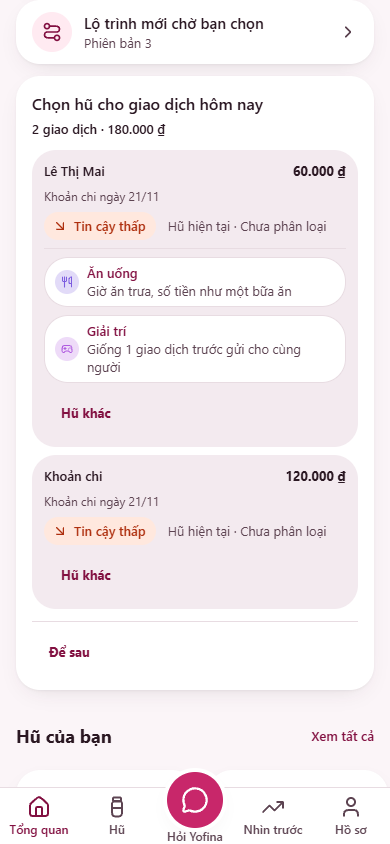 Lộ trình mới chờ bạn chọn
Phiên bản 3
Chọn hũ cho giao dịch hôm nay
2 giao dịch · 180.000 ₫
Lê Thị Mai 60.000 ₫
Khoản chi ngày 21/11
Tin cậy thấp Hũ hiện tại · Chưa phân loại
Ăn uống
Giờ ăn trưa, số tiền như một bữa ăn
Giải trí
Giống 1 giao dịch trước gửi cho cùng
người
Hũ khác
Khoản chi 120.000 ₫
Khoản chi ngày 21/11
Tin cậy thấp Hũ hiện tại · Chưa phân loại
Hũ khác
Để sau
Hũ của bạn Xem tất cả
Tổng quan Hũ Hỏi Yofina Nhìn trước Hồ sơ